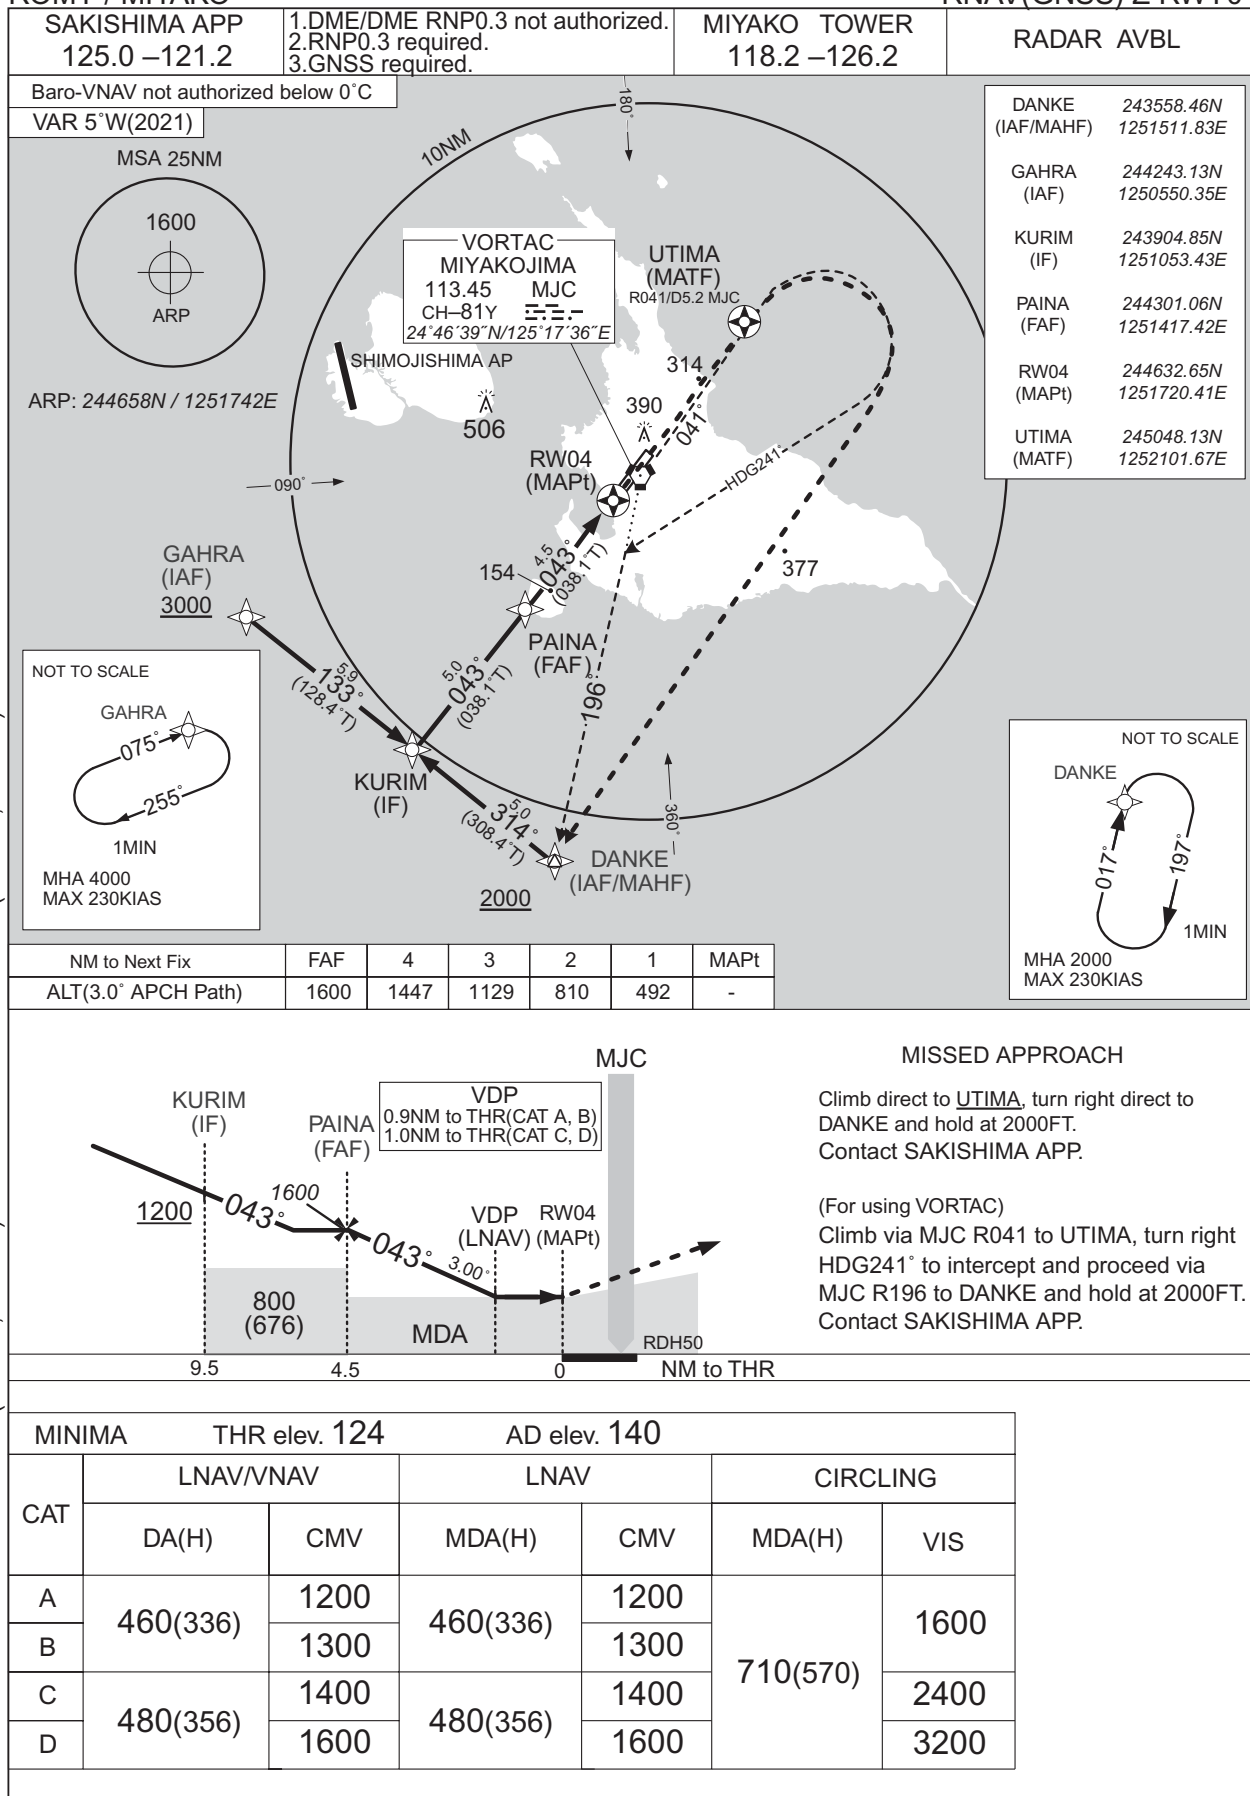 SAKISHIMA APP
125.0 –121.2
1.DME/DME RNP0.3 not authorized.
2.RNP0.3 required.
3.GNSS required.
MIYAKO TOWER
118.2 –126.2
RADAR AVBL
Baro-VNAV not authorized below 0˚C
VAR 5˚W(2021)
MSA 25NM
1600
ARP
ARP: 244658N / 1251742E
10NM
180˚
DANKE 243558.46N
(IAF/MAHF) 1251511.83E
GAHRA 244243.13N
(IAF) 1250550.35E
KURIM 243904.85N
(IF) 1251053.43E
PAINA 244301.06N
(FAF) 1251417.42E
RW04 244632.65N
(MAPt) 1251720.41E
UTIMA 245048.13N
(MATF) 1252101.67E
VORTAC
MIYAKOJIMA
113.45 MJC
CH–81Y
24˚46´39˝N/125˚17´36˝E
UTIMA
(MATF)
R041/D5.2 MJC
SHIMOJISHIMA AP
506
314
390
041˚
RW04
(MAPt)
HDG241˚
090˚
377
GAHRA
(IAF)
3000
154
4.5
043˚
(038.1˚T)
PAINA
(FAF)
5.9
133˚
(128.4˚T)
5.0
043˚
(038.1˚T)
196˚
KURIM
(IF)
5.0
314˚
(308.4˚T)
360˚
DANKE
(IAF/MAHF)
2000
NOT TO SCALE
GAHRA
075˚
255˚
1MIN
MHA 4000
MAX 230KIAS
NOT TO SCALE
DANKE
017˚
197˚
1MIN
MHA 2000
MAX 230KIAS
NM to Next Fix FAF 4 3 2 1 MAPt
ALT(3.0˚ APCH Path) 1600 1447 1129 810 492 -
MJC
KURIM
(IF)
PAINA
(FAF)
VDP
0.9NM to THR(CAT A, B)
1.0NM to THR(CAT C, D)
1200
043˚
1600
043˚
3.00˚
VDP
(LNAV)
RW04
(MAPt)
800
(676)
MDA
RDH50
9.5 4.5 0 NM to THR
MISSED APPROACH
Climb direct to UTIMA, turn right direct to
DANKE and hold at 2000FT.
Contact SAKISHIMA APP.
(For using VORTAC)
Climb via MJC R041 to UTIMA, turn right
HDG241˚ to intercept and proceed via
MJC R196 to DANKE and hold at 2000FT.
Contact SAKISHIMA APP.
MINIMA THR elev. 124 AD elev. 140
CAT LNAV/VNAV LNAV CIRCLING
DA(H) CMV MDA(H) CMV MDA(H) VIS
A 460(336) 1200 460(336) 1200 710(570) 1600
B 1300 1300
C 480(356) 1400 480(356) 1400 2400
D 1600 1600 3200